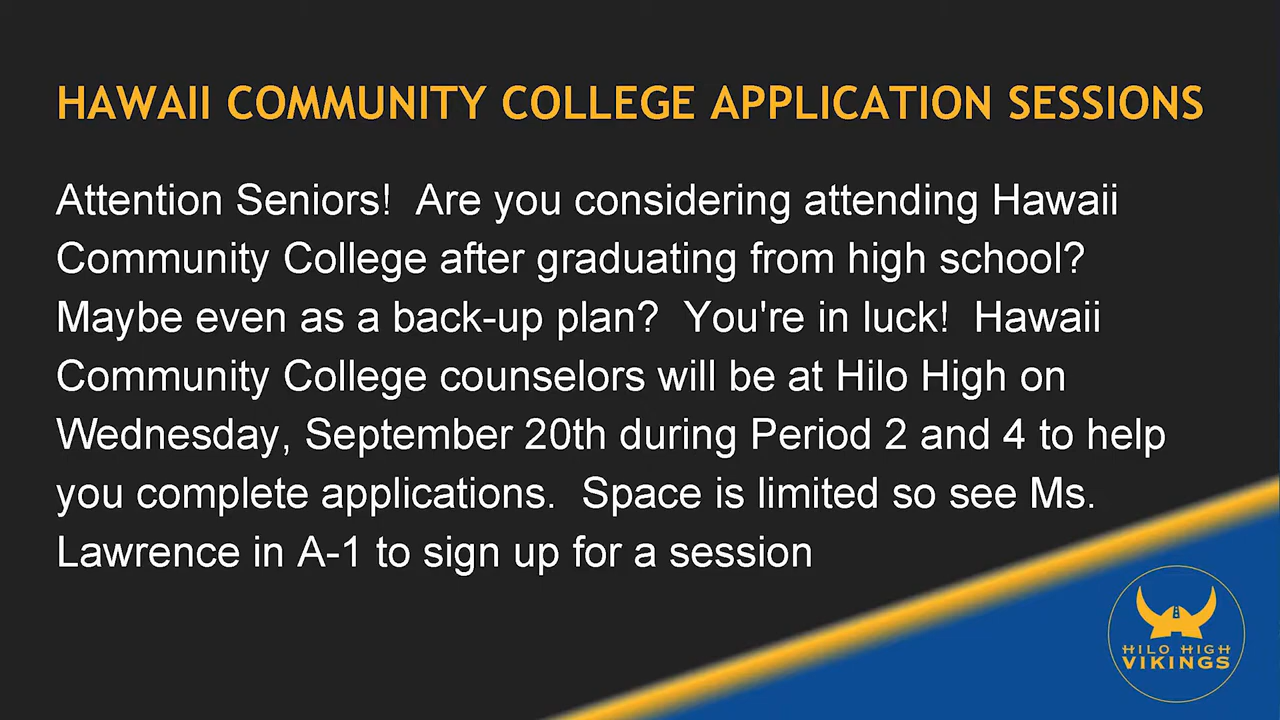 HAWAII COMMUNITY COLLEGE APPLICATION SESSIONS
Attention Seniors!  Are you considering attending Hawaii
Community College after graduating from high school?
Maybe even as a back-up plan?  You're in luck!  Hawaii
Community College counselors will be at Hilo High on
Wednesday, September 20th during Period 2 and 4 to help
you complete applications.  Space is limited so see Ms.
Lawrence in A-1 to sign up for a session
HILO HIGH
VIKINGS